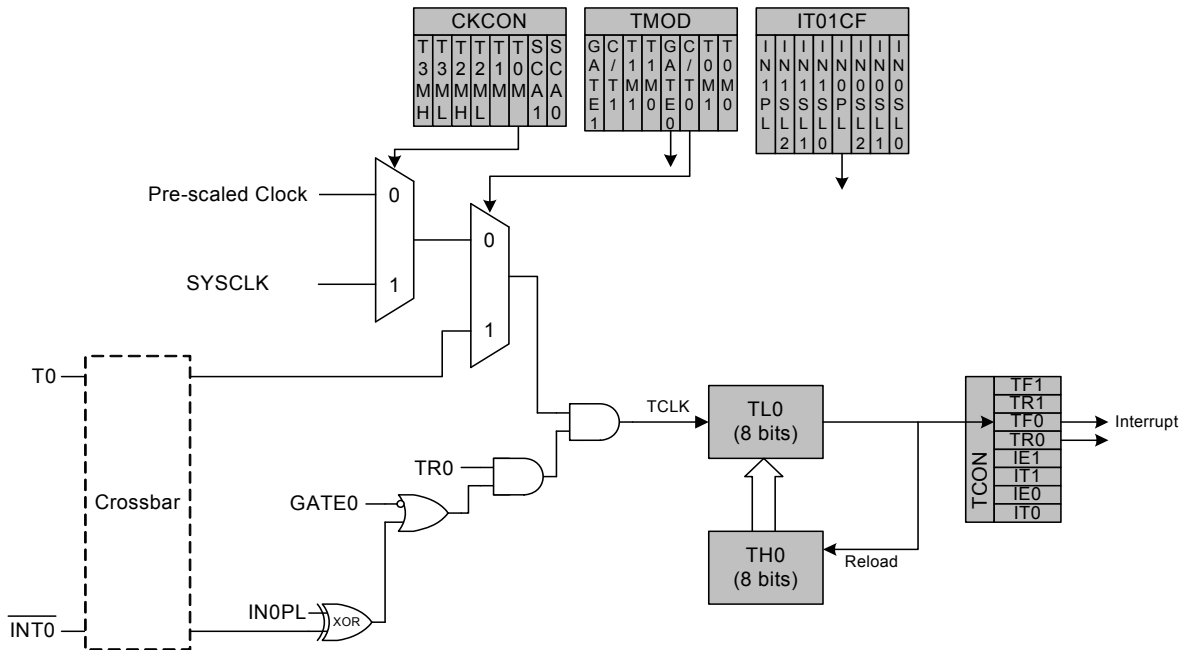 CKCON
T3MH
T3ML
T2MH
T2ML
T1M
T0M
SCA1
SCA0
TMOD
GATE1
C/T1
T1M1
T1M0
GATE0
C/T0
T0M1
T0M0
IT01CF
IN1PL
IN1SL2
IN1SL1
IN1SL0
IN0PL
IN0SL2
IN0SL1
IN0SL0
Pre-scaled Clock
0
SYSCLK
1
0
1
T0
Crossbar
INT0
GATE0
TR0
IN0PL
XOR
TCLK
TL0
(8 bits)
TH0
(8 bits)
Reload
TCON
TF1
TR1
TF0
TR0
IE1
IT1
IE0
IT0
Interrupt